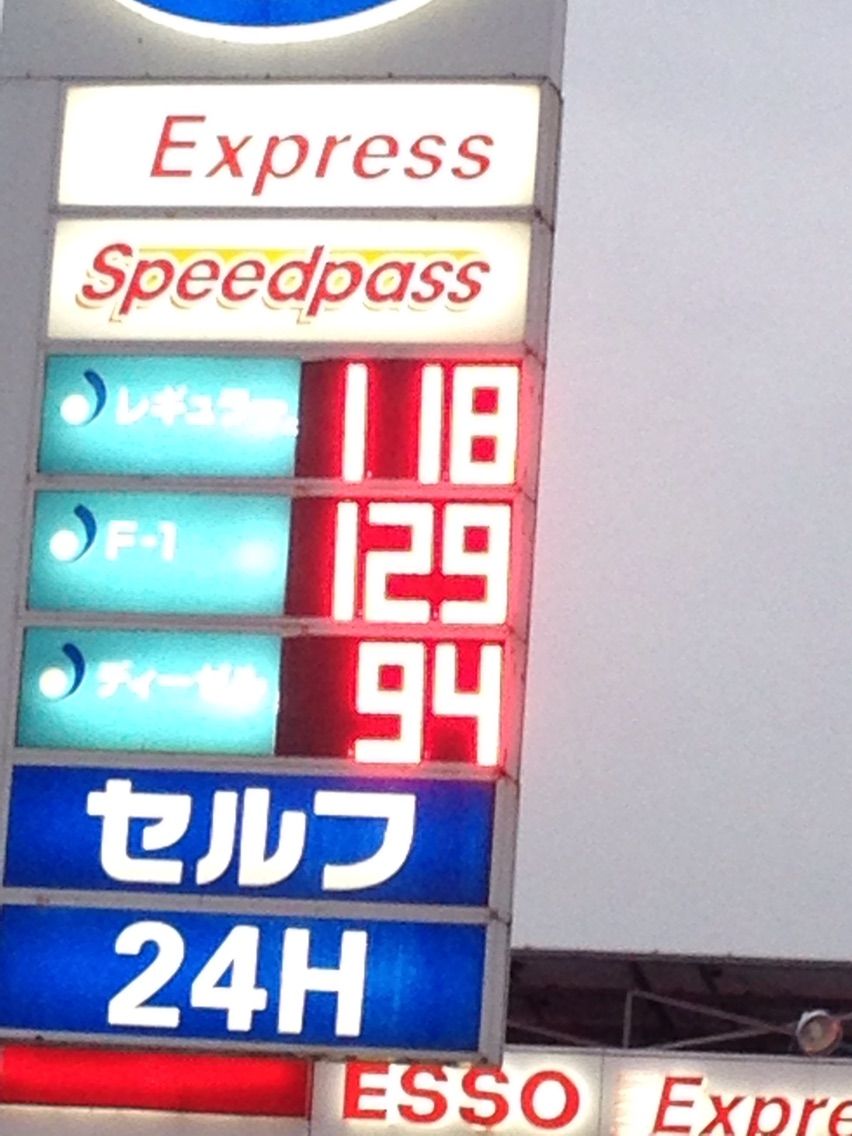 Express
Speedpass
レギュラー 118
F-1 129
ディーゼル 94
セルフ
24H
ESSO Expre